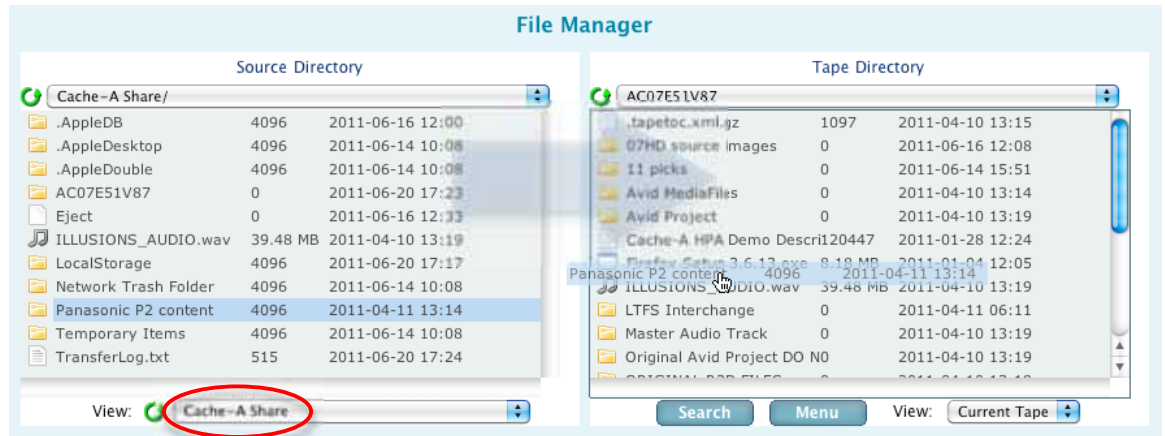 File Manager
Source Directory
Cache-A Share/
.AppleDB 4096 2011-06-16 12:00
.AppleDesktop 4096 2011-06-14 10:08
.AppleDouble 4096 2011-06-14 10:08
AC07E51V87 0 2011-06-20 17:23
Eject 0 2011-06-16 12:33
ILLUSIONS_AUDIO.wav 39.48 MB 2011-04-10 13:19
LocalStorage 4096 2011-06-20 17:17
Network Trash Folder 4096 2011-06-14 10:08
Panasonic P2 content 4096 2011-04-11 13:14
Temporary Items 4096 2011-06-14 10:08
TransferLog.txt 515 2011-06-20 17:24
View: Cache-A Share
Tape Directory
AC07E51V87
.tapetoc.xml.gz 1097 2011-04-10 13:15
07HD source images 0 2011-06-16 12:08
11 picks 0 2011-06-14 15:51
Avid MediaFiles 0 2011-04-10 13:14
Avid Project 0 2011-04-10 13:19
Cache-A HPA Demo Descri120447 2011-01-28 12:24
Firefox Setup 3.6.13.exe 8.18 MB 2011-01-04 12:05
Panasonic P2 content 4096 2011-04-11 13:14
ILLUSIONS_AUDIO.wav 39.48 MB 2011-04-10 13:19
LTFS Interchange 0 2011-04-11 06:11
Master Audio Track 0 2011-04-10 13:19
Original Avid Project DO N0 2011-04-10 13:19
Search Menu View: Current Tape